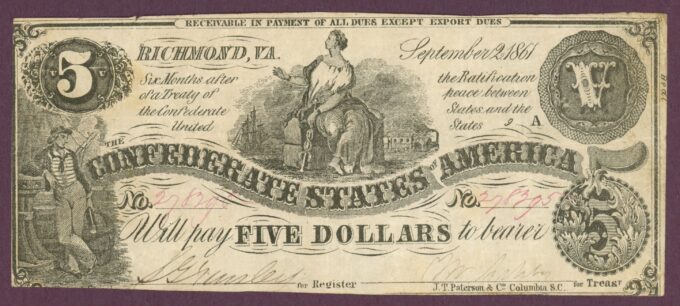 RECEIVABLE IN PAYMENT OF ALL DUES EXCEPT EXPORT DUES
5
RICHMOND, VA.
September 2, 1861
Six Months after the Ratification
of a Treaty of peace between
the Confederate States and the
United States 9 A
THE
CONFEDERATE STATES OF AMERICA
5
No.
No.
Will pay FIVE DOLLARS to bearer
5
for Register
for Treasr
J.T. PATERSON & Co. Columbia S.C.